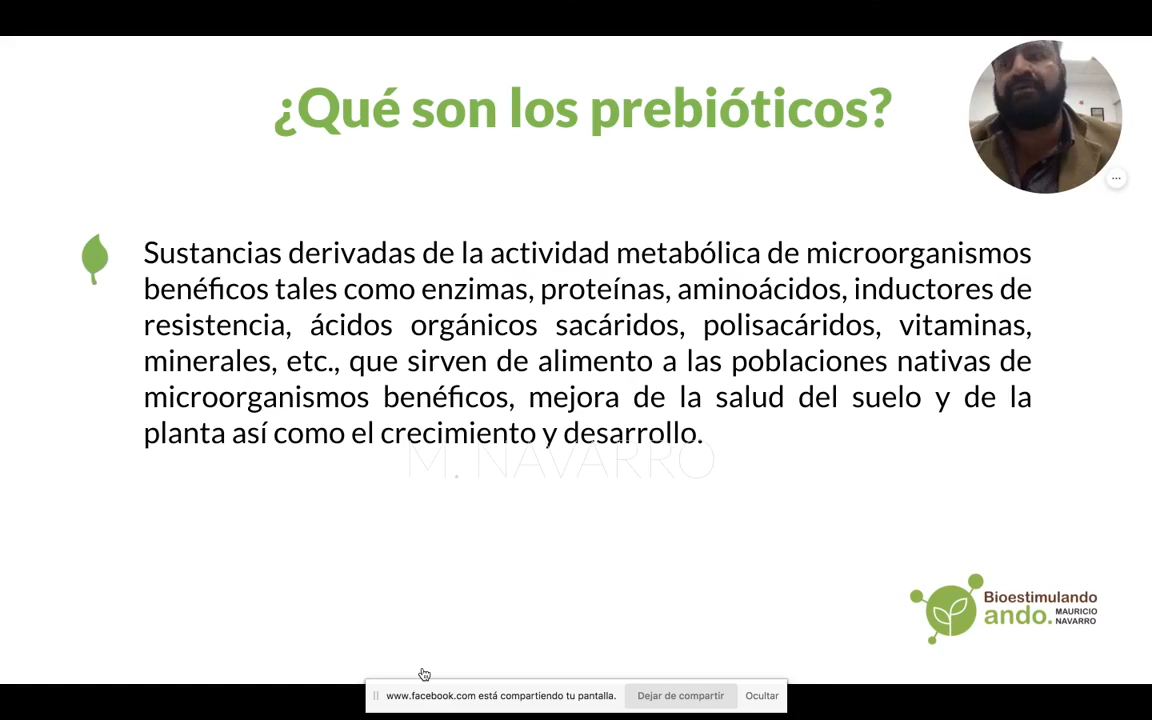 ¿Qué son los prebióticos?
Sustancias derivadas de la actividad metabólica de microorganismos
benéficos tales como enzimas, proteínas, aminoácidos, inductores de
resistencia, ácidos orgánicos sacáridos, polisacáridos, vitaminas,
minerales, etc., que sirven de alimento a las poblaciones nativas de
microorganismos benéficos, mejora de la salud del suelo y de la
planta así como el crecimiento y desarrollo.
M. NAVARRO
Bioestimulando
ando. MAURICIO
NAVARRO
www.facebook.com está compartiendo tu pantalla. Dejar de compartir Ocultar